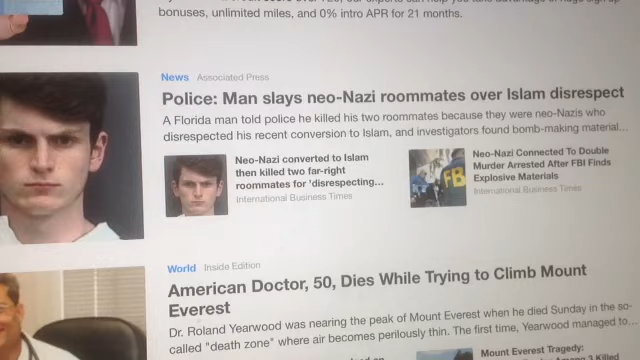 bonuses, unlimited miles, and 0% intro APR for 21 months.
News Associated Press
Police: Man slays neo-Nazi roommates over Islam disrespect
A Florida man told police he killed his two roommates because they were neo-Nazis who
disrespected his recent conversion to Islam, and investigators found bomb-making material...
Neo-Nazi converted to Islam
then killed two far-right
roommates for 'disrespecting...
International Business Times
Neo-Nazi Connected To Double
Murder Arrested After FBI Finds
Explosive Materials
International Business Times
FB
World Inside Edition
American Doctor, 50, Dies While Trying to Climb Mount
Everest
Dr. Roland Yearwood was nearing the peak of Mount Everest when he died Sunday in the so-
called "death zone" where air becomes perilously thin. The first time, Yearwood managed to...
Mount Everest Tragedy: